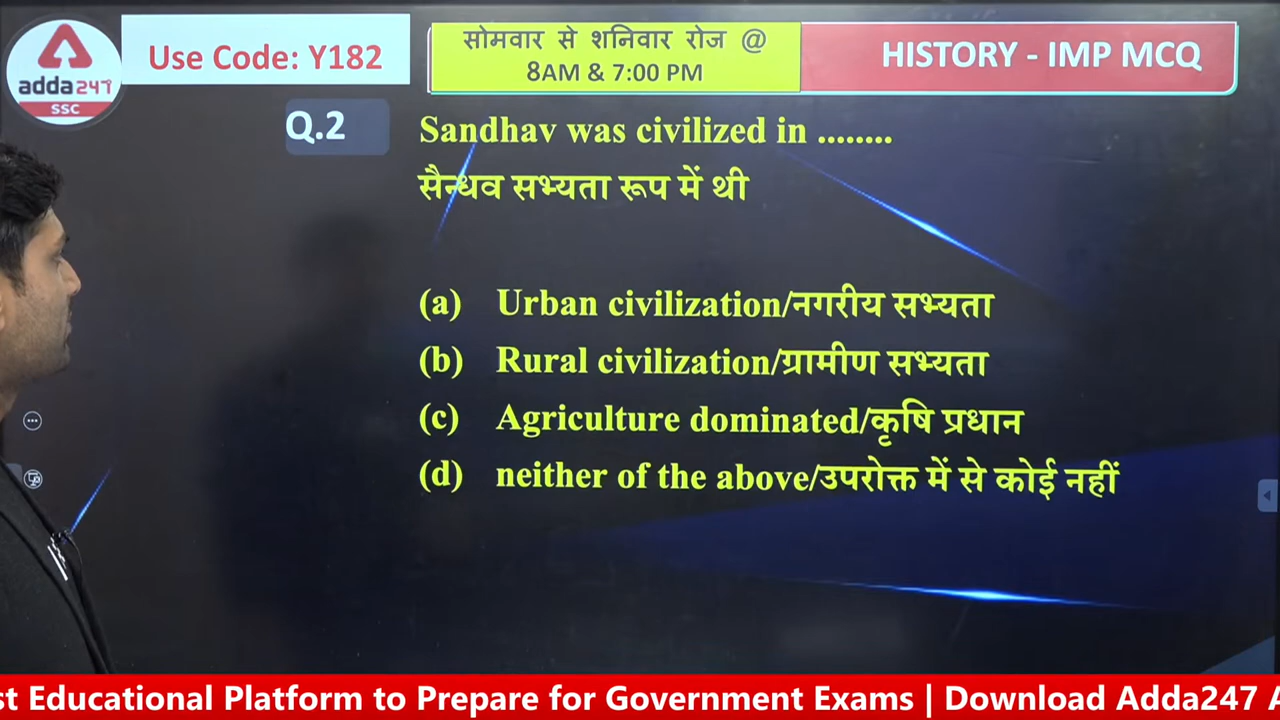 adda247
SSC
Use Code: Y182
सोमवार से शनिवार रोज @
8AM & 7:00 PM
HISTORY - IMP MCQ
Q.2
Sandhav was civilized in ........
सैन्धव सभ्यता रूप में थी
(a) Urban civilization/नगरीय सभ्यता
(b) Rural civilization/ग्रामीण सभ्यता
(c) Agriculture dominated/कृषि प्रधान
(d) neither of the above/उपरोक्त में से कोई नहीं
st Educational Platform to Prepare for Government Exams | Download Adda247 A